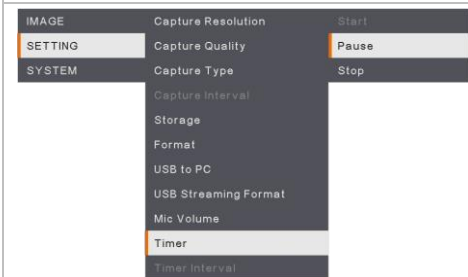 IMAGE
SETTING
SYSTEM
Capture Resolution
Capture Quality
Capture Type
Capture Interval
Storage
Format
USB to PC
USB Streaming Format
Mic Volume
Timer
Timer Interval
Start
Pause
Stop